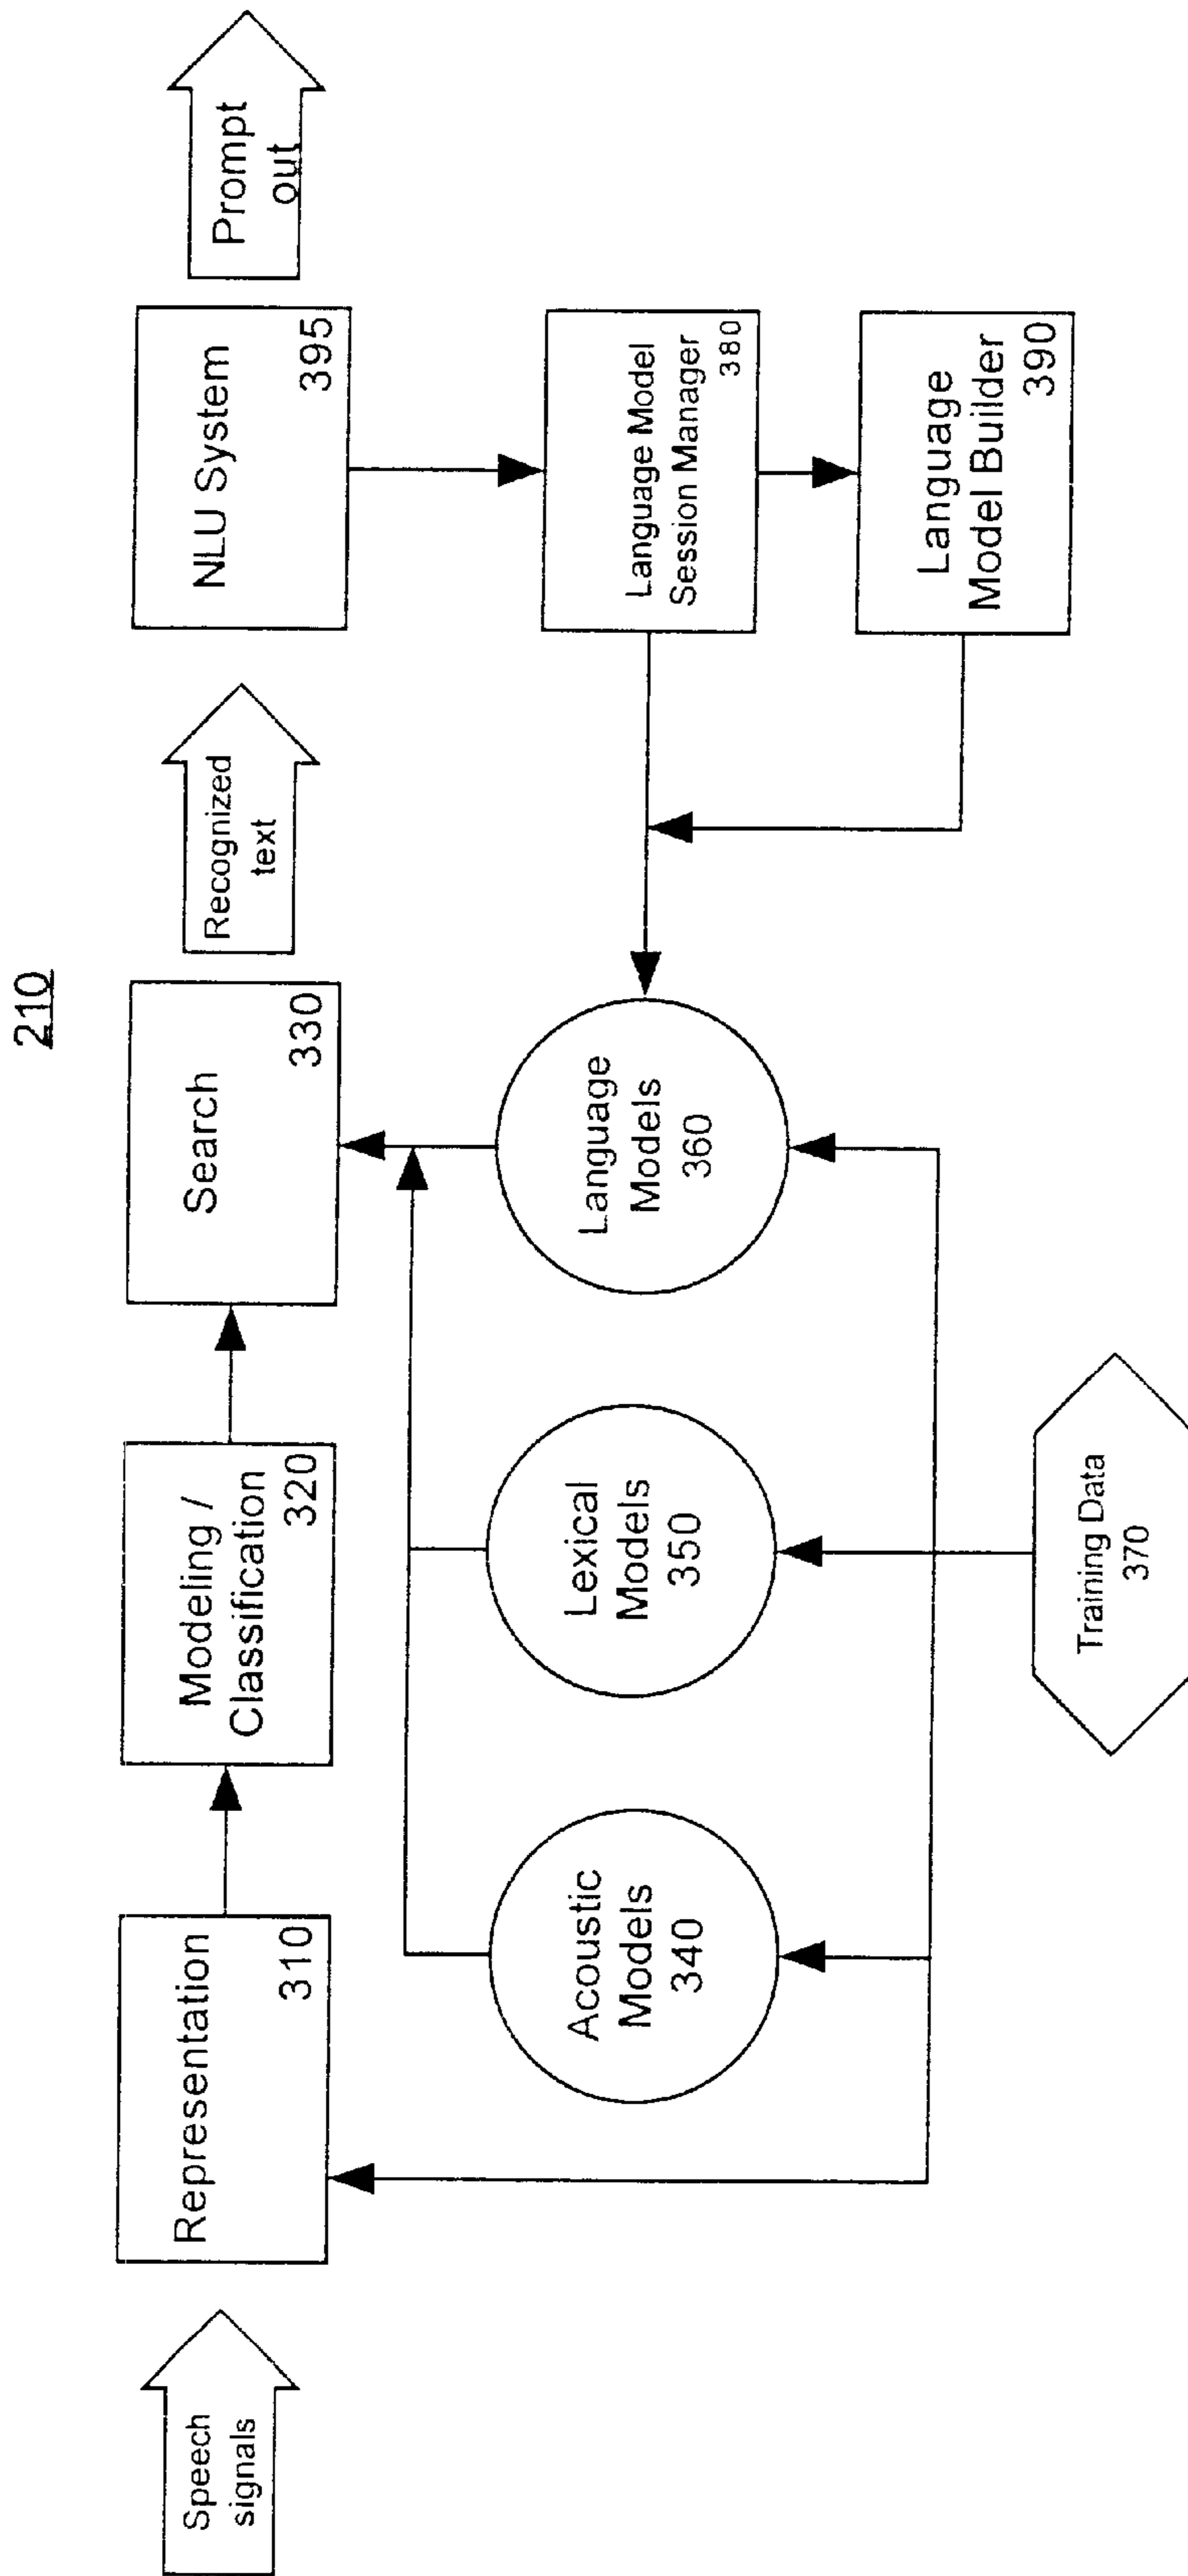 210
Speech
signals
Representation
310
Modeling /
Classification
320
Search
330
Recognized
text
NLU System
395
Prompt
out
Acoustic
Models
340
Lexical
Models
350
Language
Models
360
Language Model
Session Manager
380
Language
Model Builder
390
Training Data
370